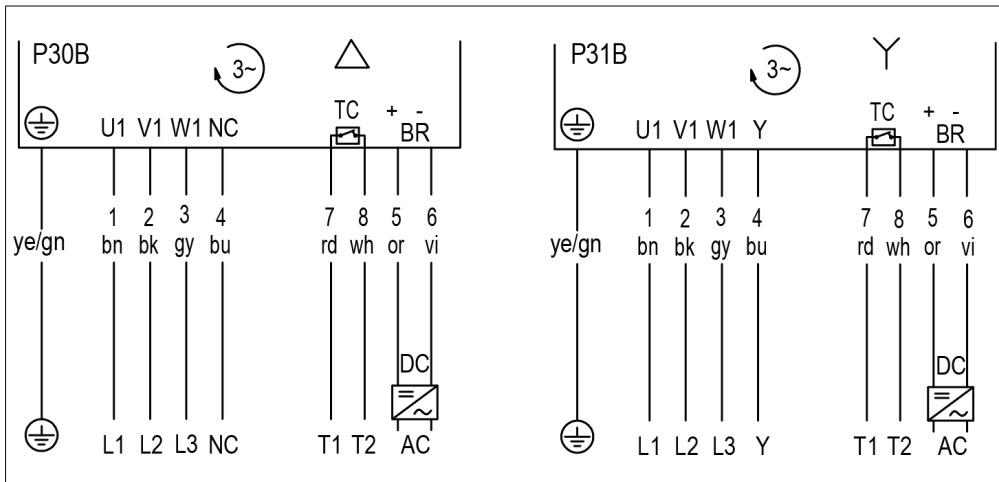 P30B 3~
TC + -
U1 V1 W1 NC BR
1 2 3 4 7 8 5 6
ye/gn bn bk gy bu rd wh or vi
DC
L1 L2 L3 NC T1 T2 AC
P31B 3~
TC + -
U1 V1 W1 Y BR
1 2 3 4 7 8 5 6
ye/gn bn bk gy bu rd wh or vi
DC
L1 L2 L3 Y T1 T2 AC